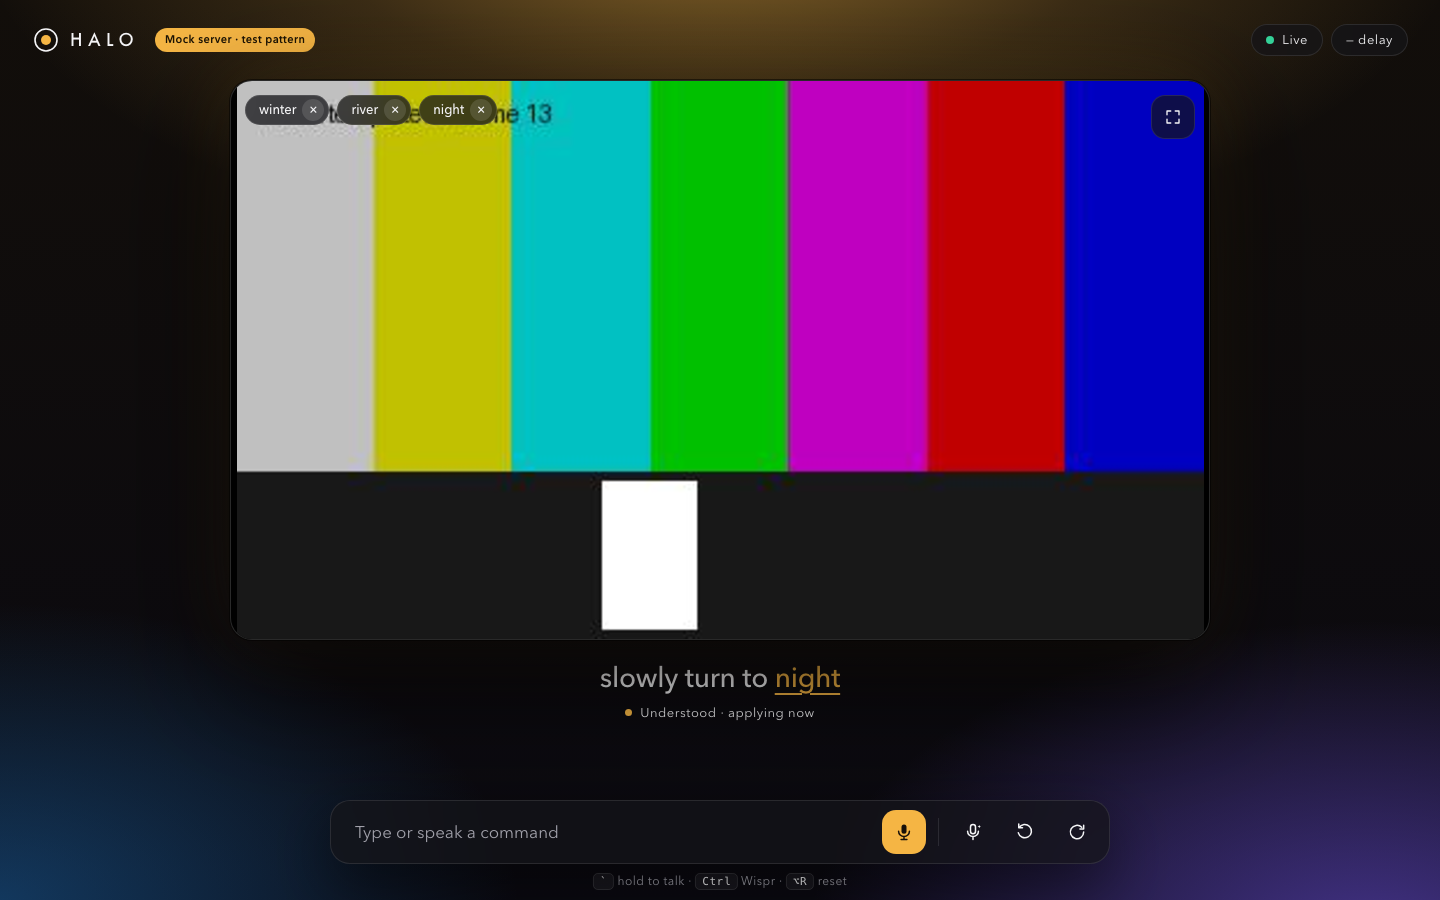 HALO
Mock server · test pattern
Live
– delay
winter ×
river ×
night ×
13
slowly turn to night
Understood · applying now
Type or speak a command
` hold to talk · Ctrl Wispr · ⌥R reset